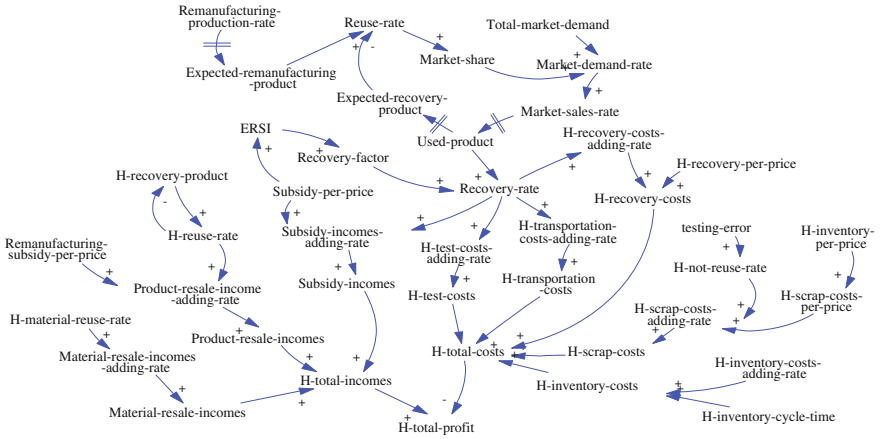 Remanufacturing-
production-rate
Reuse-rate
Total-market-demand
+
+
-
+
Market-share
+
Market-demand-rate
Expected-remanufacturing
-product
+
+
Expected-recovery-
product
Market-sales-rate
ERSI
H-recovery-costs-
adding-rate
Used-product
+
+
Recovery-factor
+
H-recovery-per-price
H-recovery-product
+
+
+
+
Subsidy-per-price
Recovery-rate
H-recovery-costs
-
+
+
+
Subsidy-incomes-
adding-rate
H-transportation-
costs-adding-rate
testing-error
H-inventory-
per-price
H-reuse-rate
+
+
Remanufacturing-
subsidy-per-price
H-test-costs-
adding-rate
+
+
+
+
H-not-reuse-rate
+
+
+
Subsidy-incomes
H-transportation
-costs
Product-resale-income
-adding-rate
H-test-costs
H-scrap-costs-
per-price
H-material-reuse-rate
H-scrap-costs-
adding-rate
+
+
+
+
+
Product-resale-incomes
+
+
Material-resale-incomes
-adding-rate
+
+
H-total-costs
+
H-scrap-costs
+
H-total-incomes
H-inventory-costs
H-inventory-costs-
adding-rate
+
+
+
-
Material-resale-incomes
+
H-total-profit
H-inventory-cycle-time